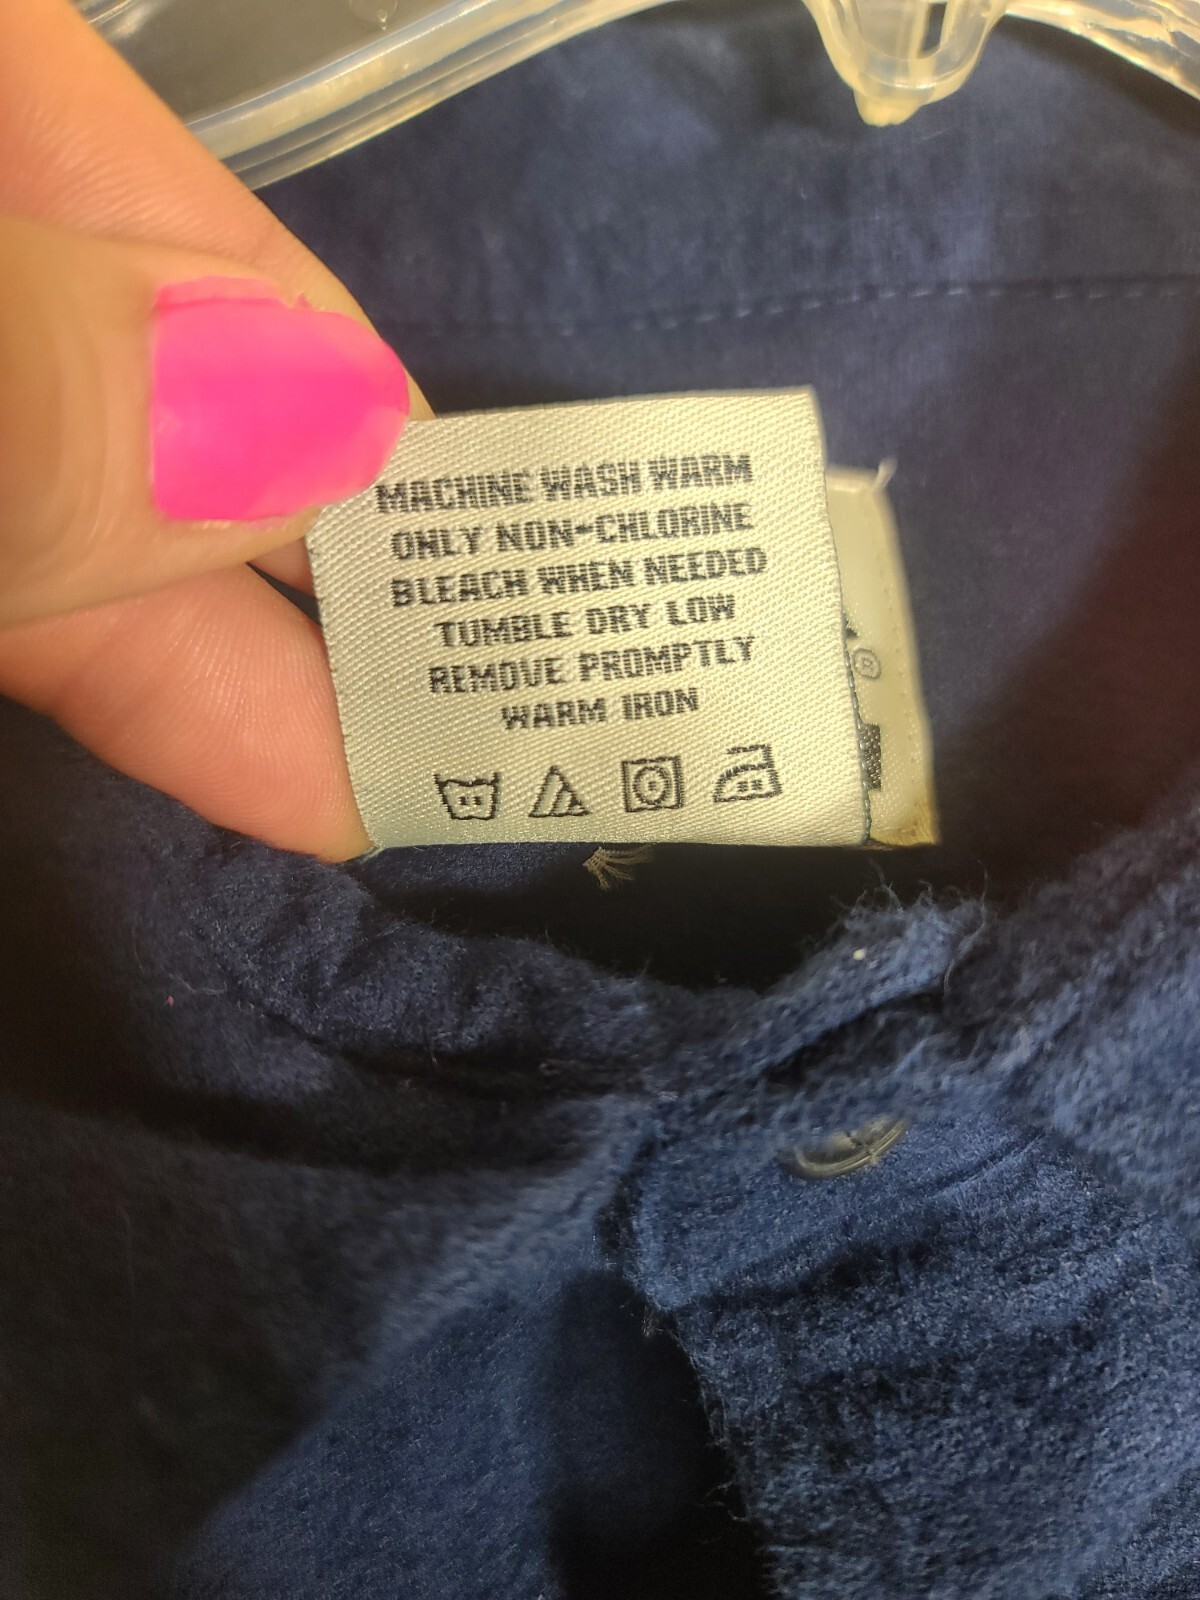 MACHINE WASH WARM
ONLY NON-CHLORINE
BLEACH WHEN NEEDED
TUMBLE DRY LOW
REMOVE PROMPTLY
WARM IRON
®